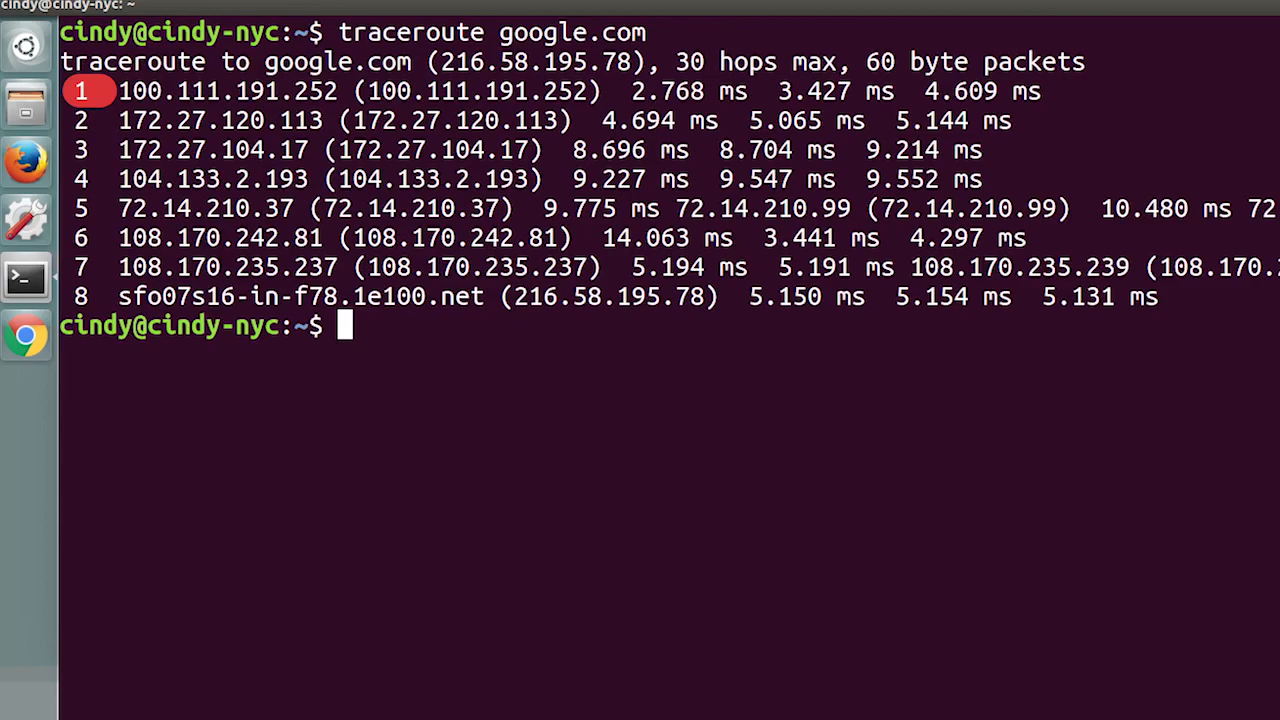 cindy@cindy-nyc: ~
cindy@cindy-nyc:~$ traceroute google.com
traceroute to google.com (216.58.195.78), 30 hops max, 60 byte packets
1 100.111.191.252 (100.111.191.252) 2.768 ms 3.427 ms 4.609 ms
2 172.27.120.113 (172.27.120.113) 4.694 ms 5.065 ms 5.144 ms
3 172.27.104.17 (172.27.104.17) 8.696 ms 8.704 ms 9.214 ms
4 104.133.2.193 (104.133.2.193) 9.227 ms 9.547 ms 9.552 ms
5 72.14.210.37 (72.14.210.37) 9.775 ms 72.14.210.99 (72.14.210.99) 10.480 ms 72
6 108.170.242.81 (108.170.242.81) 14.063 ms 3.441 ms 4.297 ms
7 108.170.235.237 (108.170.235.237) 5.194 ms 5.191 ms 108.170.235.239 (108.170.
8 sfo07s16-in-f78.1e100.net (216.58.195.78) 5.150 ms 5.154 ms 5.131 ms
cindy@cindy-nyc:~$